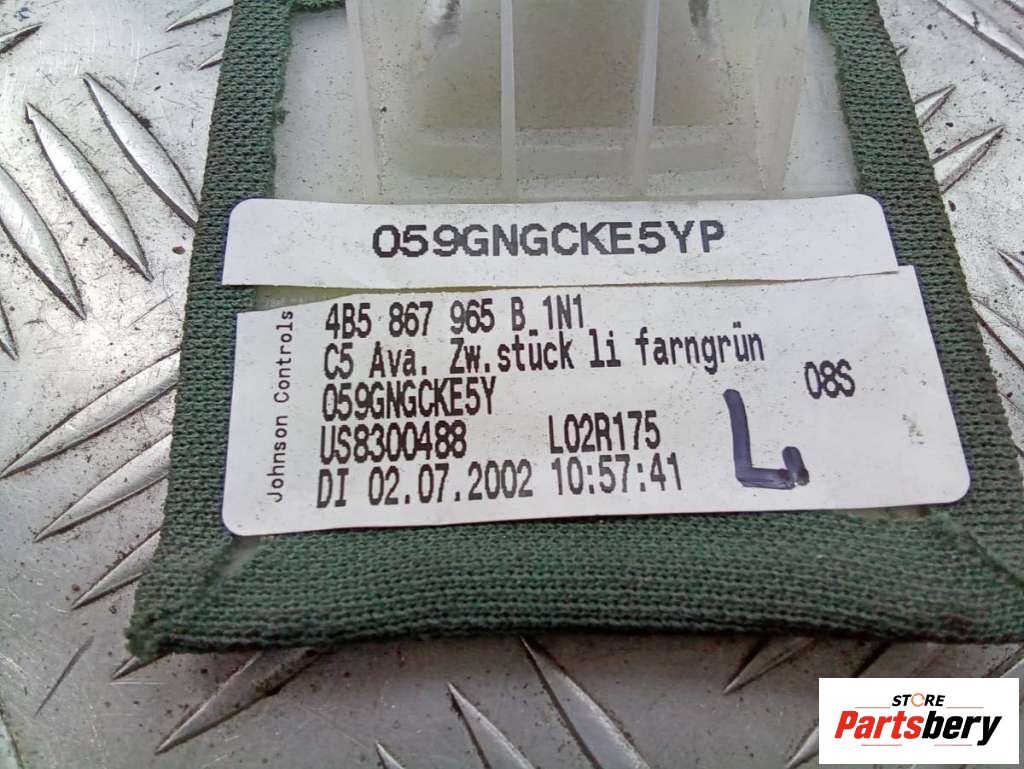 059GNGCKE5YP
Johnson Controls
4B5 867 965 B 1N1
C5 Ava. Zw.stück li farngrün
08S
059GNGCKE5Y
US8300488 L02R175
DI 02.07.2002 10:57:41
L
STORE
Partsbery